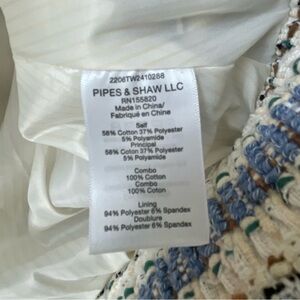 2206TW2410288
PIPES & SHAW LLC
RN155820
Made in China/
Fabriqué en Chine
Self
58% Cotton 37% Polyester
5% Polyamide
Principal
58% Cotton 37% Polyester
5% Polyamide
Combo
100% Cotton
Combo
100% Cotton
Lining
94% Polyester 6% Spandex
Doublure
94% Polyester 6% Spandex